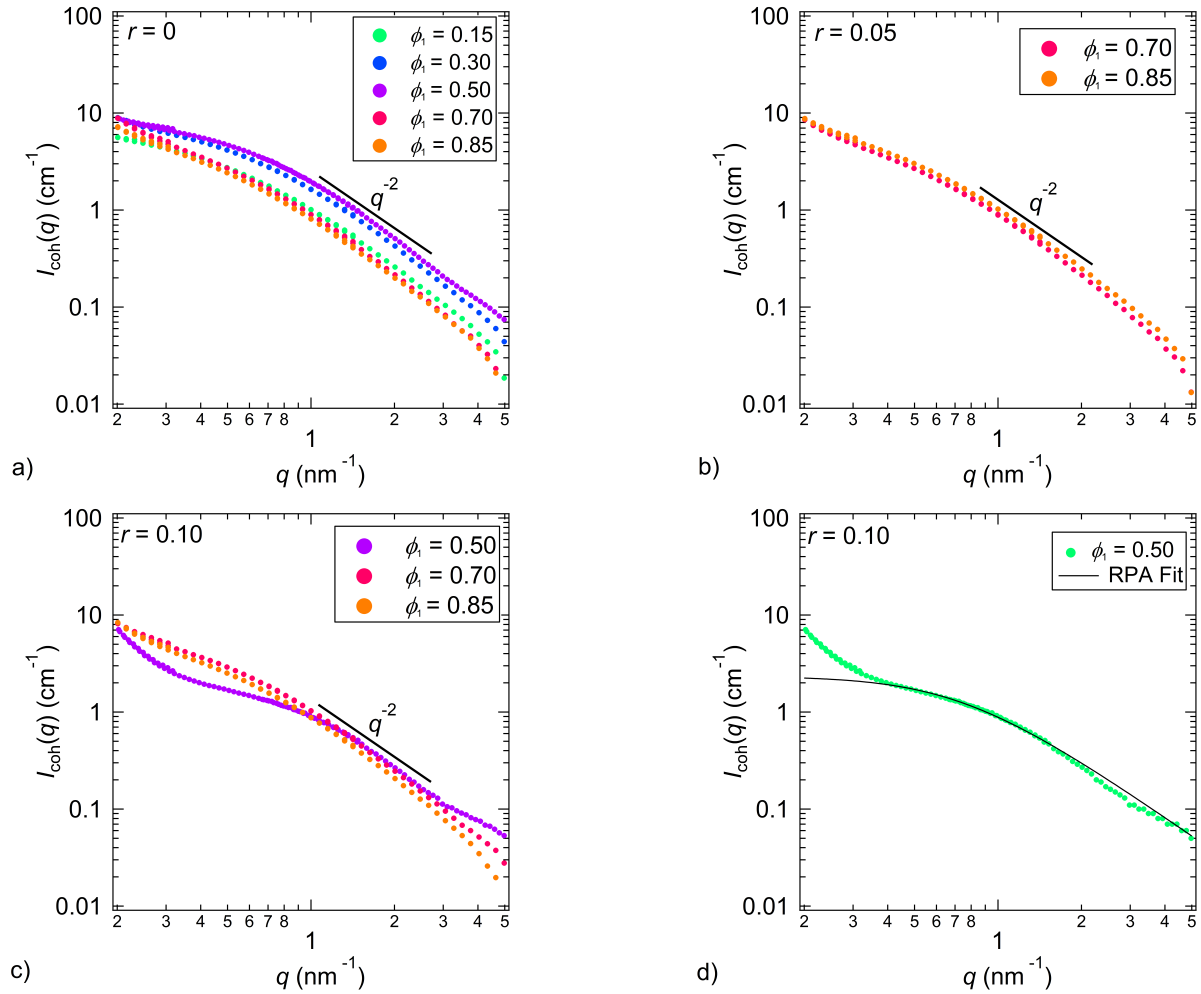 r = 0
ϕ₁ = 0.15
ϕ₁ = 0.30
ϕ₁ = 0.50
ϕ₁ = 0.70
ϕ₁ = 0.85
q⁻²
I_coh(q) (cm⁻¹)
100
10
1
0.1
0.01
2 3 4 5 6 7 8 2 3 4 5
1
q (nm⁻¹)
a)
r = 0.05
ϕ₁ = 0.70
ϕ₁ = 0.85
q⁻²
I_coh(q) (cm⁻¹)
100
10
1
0.1
0.01
2 3 4 5 6 7 8 2 3 4 5
1
q (nm⁻¹)
b)
r = 0.10
ϕ₁ = 0.50
ϕ₁ = 0.70
ϕ₁ = 0.85
q⁻²
I_coh(q) (cm⁻¹)
100
10
1
0.1
0.01
2 3 4 5 6 7 8 2 3 4 5
1
q (nm⁻¹)
c)
r = 0.10
ϕ₁ = 0.50
RPA Fit
I_coh(q) (cm⁻¹)
100
10
1
0.1
0.01
2 3 4 5 6 7 8 2 3 4 5
1
q (nm⁻¹)
d)